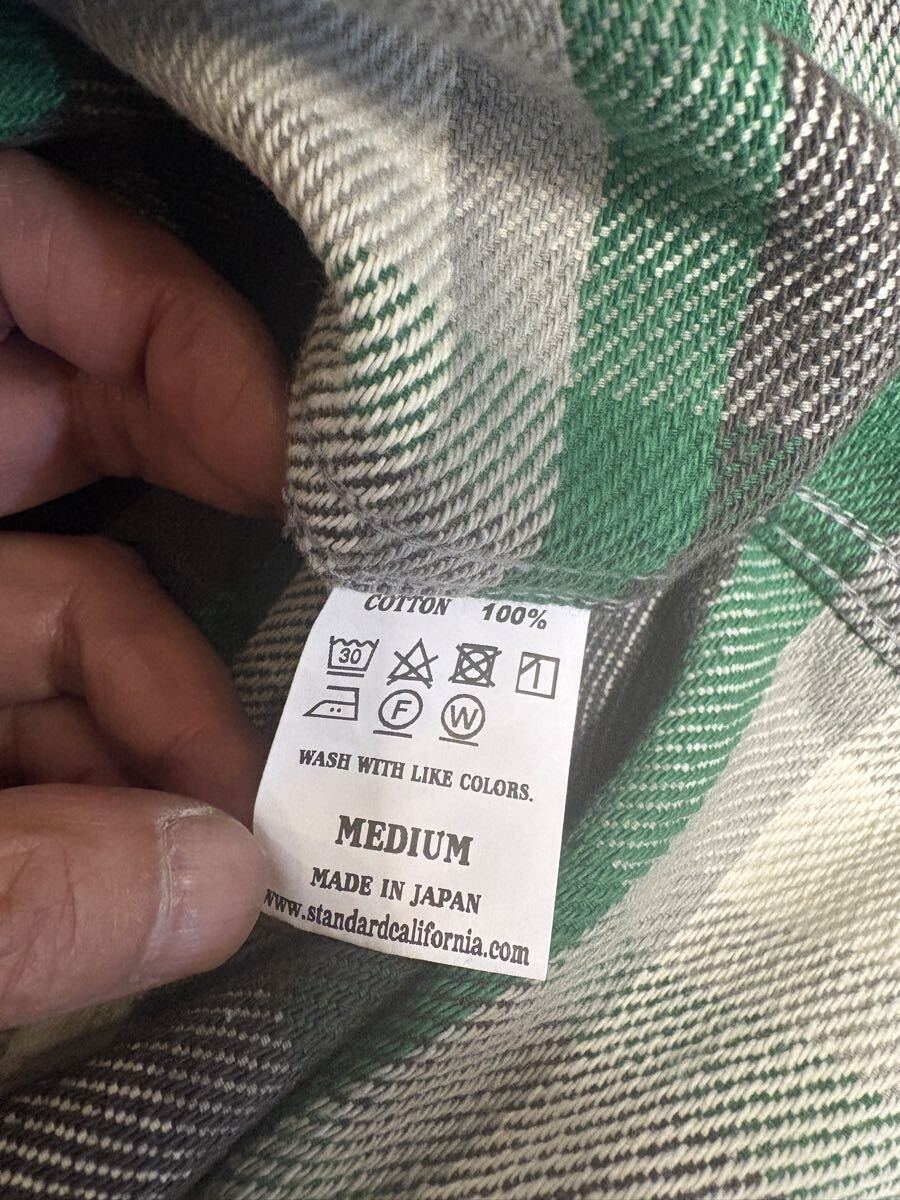 COTTON 100%
30
F W
WASH WITH LIKE COLORS.
MEDIUM
MADE IN JAPAN
www.standardcalifornia.com